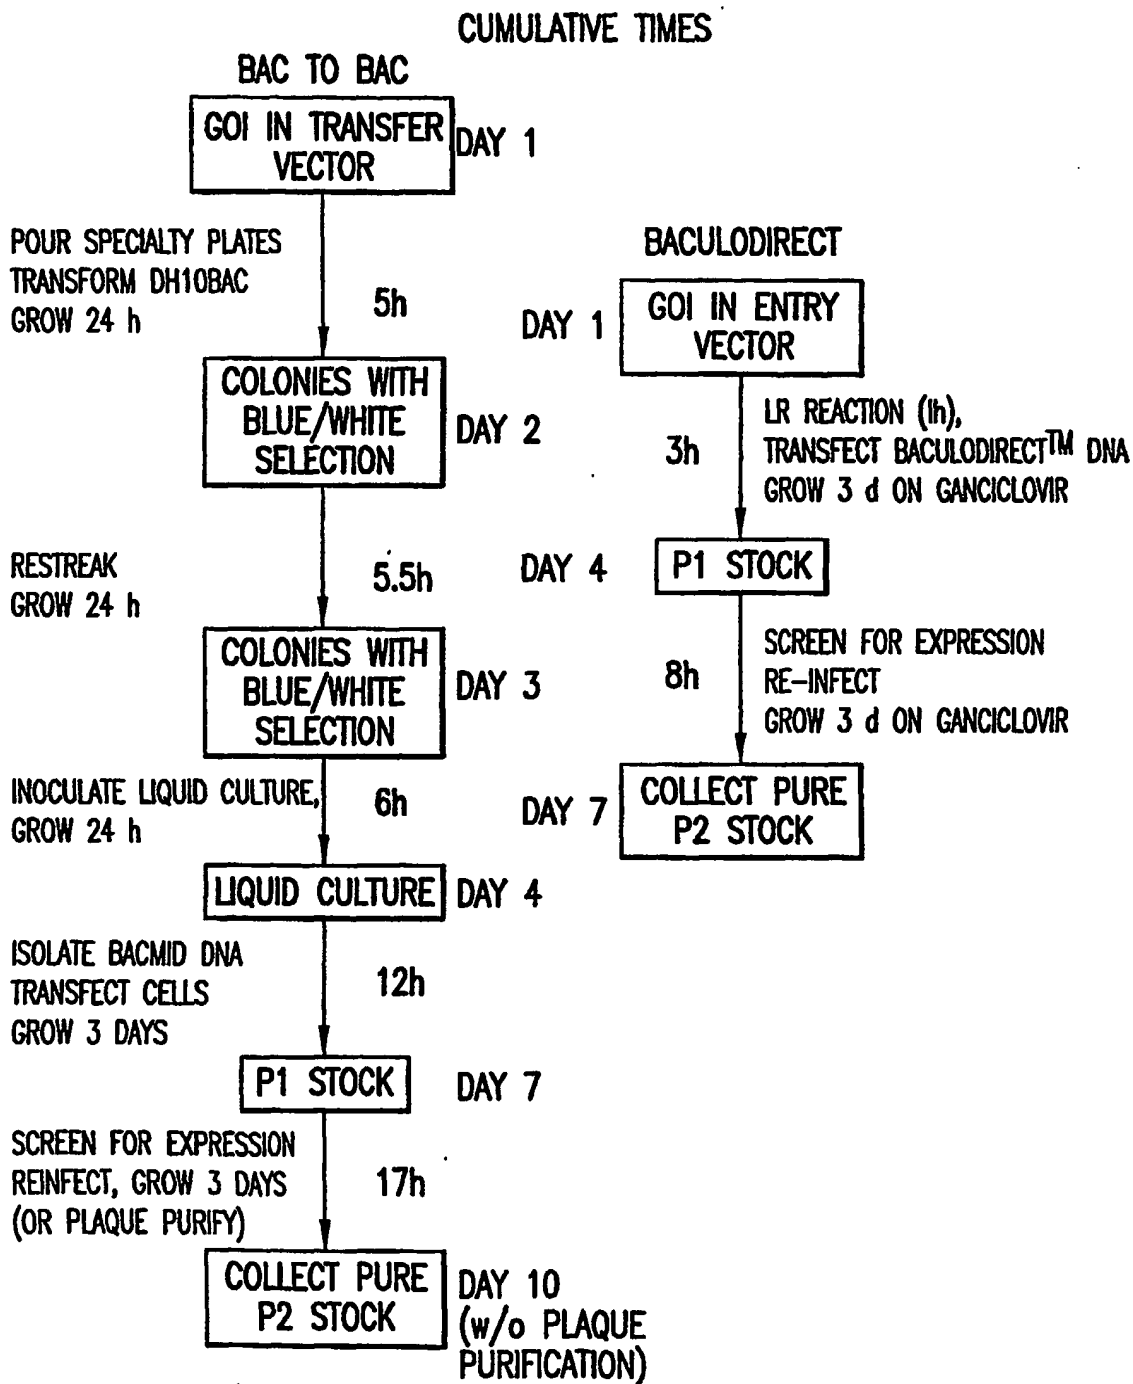 CUMULATIVE TIMES
BAC TO BAC
GOI IN TRANSFER
VECTOR
DAY 1
POUR SPECIALTY PLATES
TRANSFORM DH10BAC
GROW 24 h
5h
COLONIES WITH
BLUE/WHITE
SELECTION
DAY 2
RESTREAK
GROW 24 h
5.5h
COLONIES WITH
BLUE/WHITE
SELECTION
DAY 3
INOCULATE LIQUID CULTURE,
GROW 24 h
6h
LIQUID CULTURE
DAY 4
ISOLATE BACMID DNA
TRANSFECT CELLS
GROW 3 DAYS
12h
P1 STOCK
DAY 7
SCREEN FOR EXPRESSION
REINFECT, GROW 3 DAYS
(OR PLAQUE PURIFY)
17h
COLLECT PURE
P2 STOCK
DAY 10
(w/o PLAQUE
PURIFICATION)
BACULODIRECT
DAY 1
GOI IN ENTRY
VECTOR
3h
LR REACTION (1h),
TRANSFECT BACULODIRECT™ DNA
GROW 3 d ON GANCICLOVIR
DAY 4
P1 STOCK
8h
SCREEN FOR EXPRESSION
RE-INFECT
GROW 3 d ON GANCICLOVIR
DAY 7
COLLECT PURE
P2 STOCK